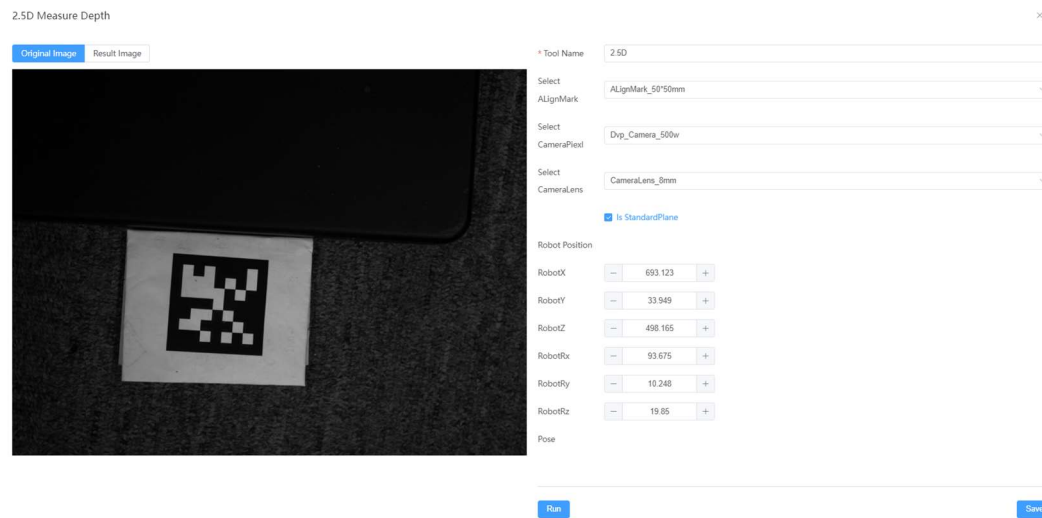 2.5D Measure Depth
×
Original Image Result Image
* Tool Name 2.5D
Select
ALignMark
ALignMark_50*50mm
Select
CameraPiexl
Dvp_Camera_500w
Select
CameraLens
CameraLens_8mm
Is StandardPlane
Robot Position
RobotX − 693.123 +
RobotY − 33.949 +
RobotZ − 498.165 +
RobotRx − 93.675 +
RobotRy − 10.248 +
RobotRz − 19.85 +
Pose
Run Save